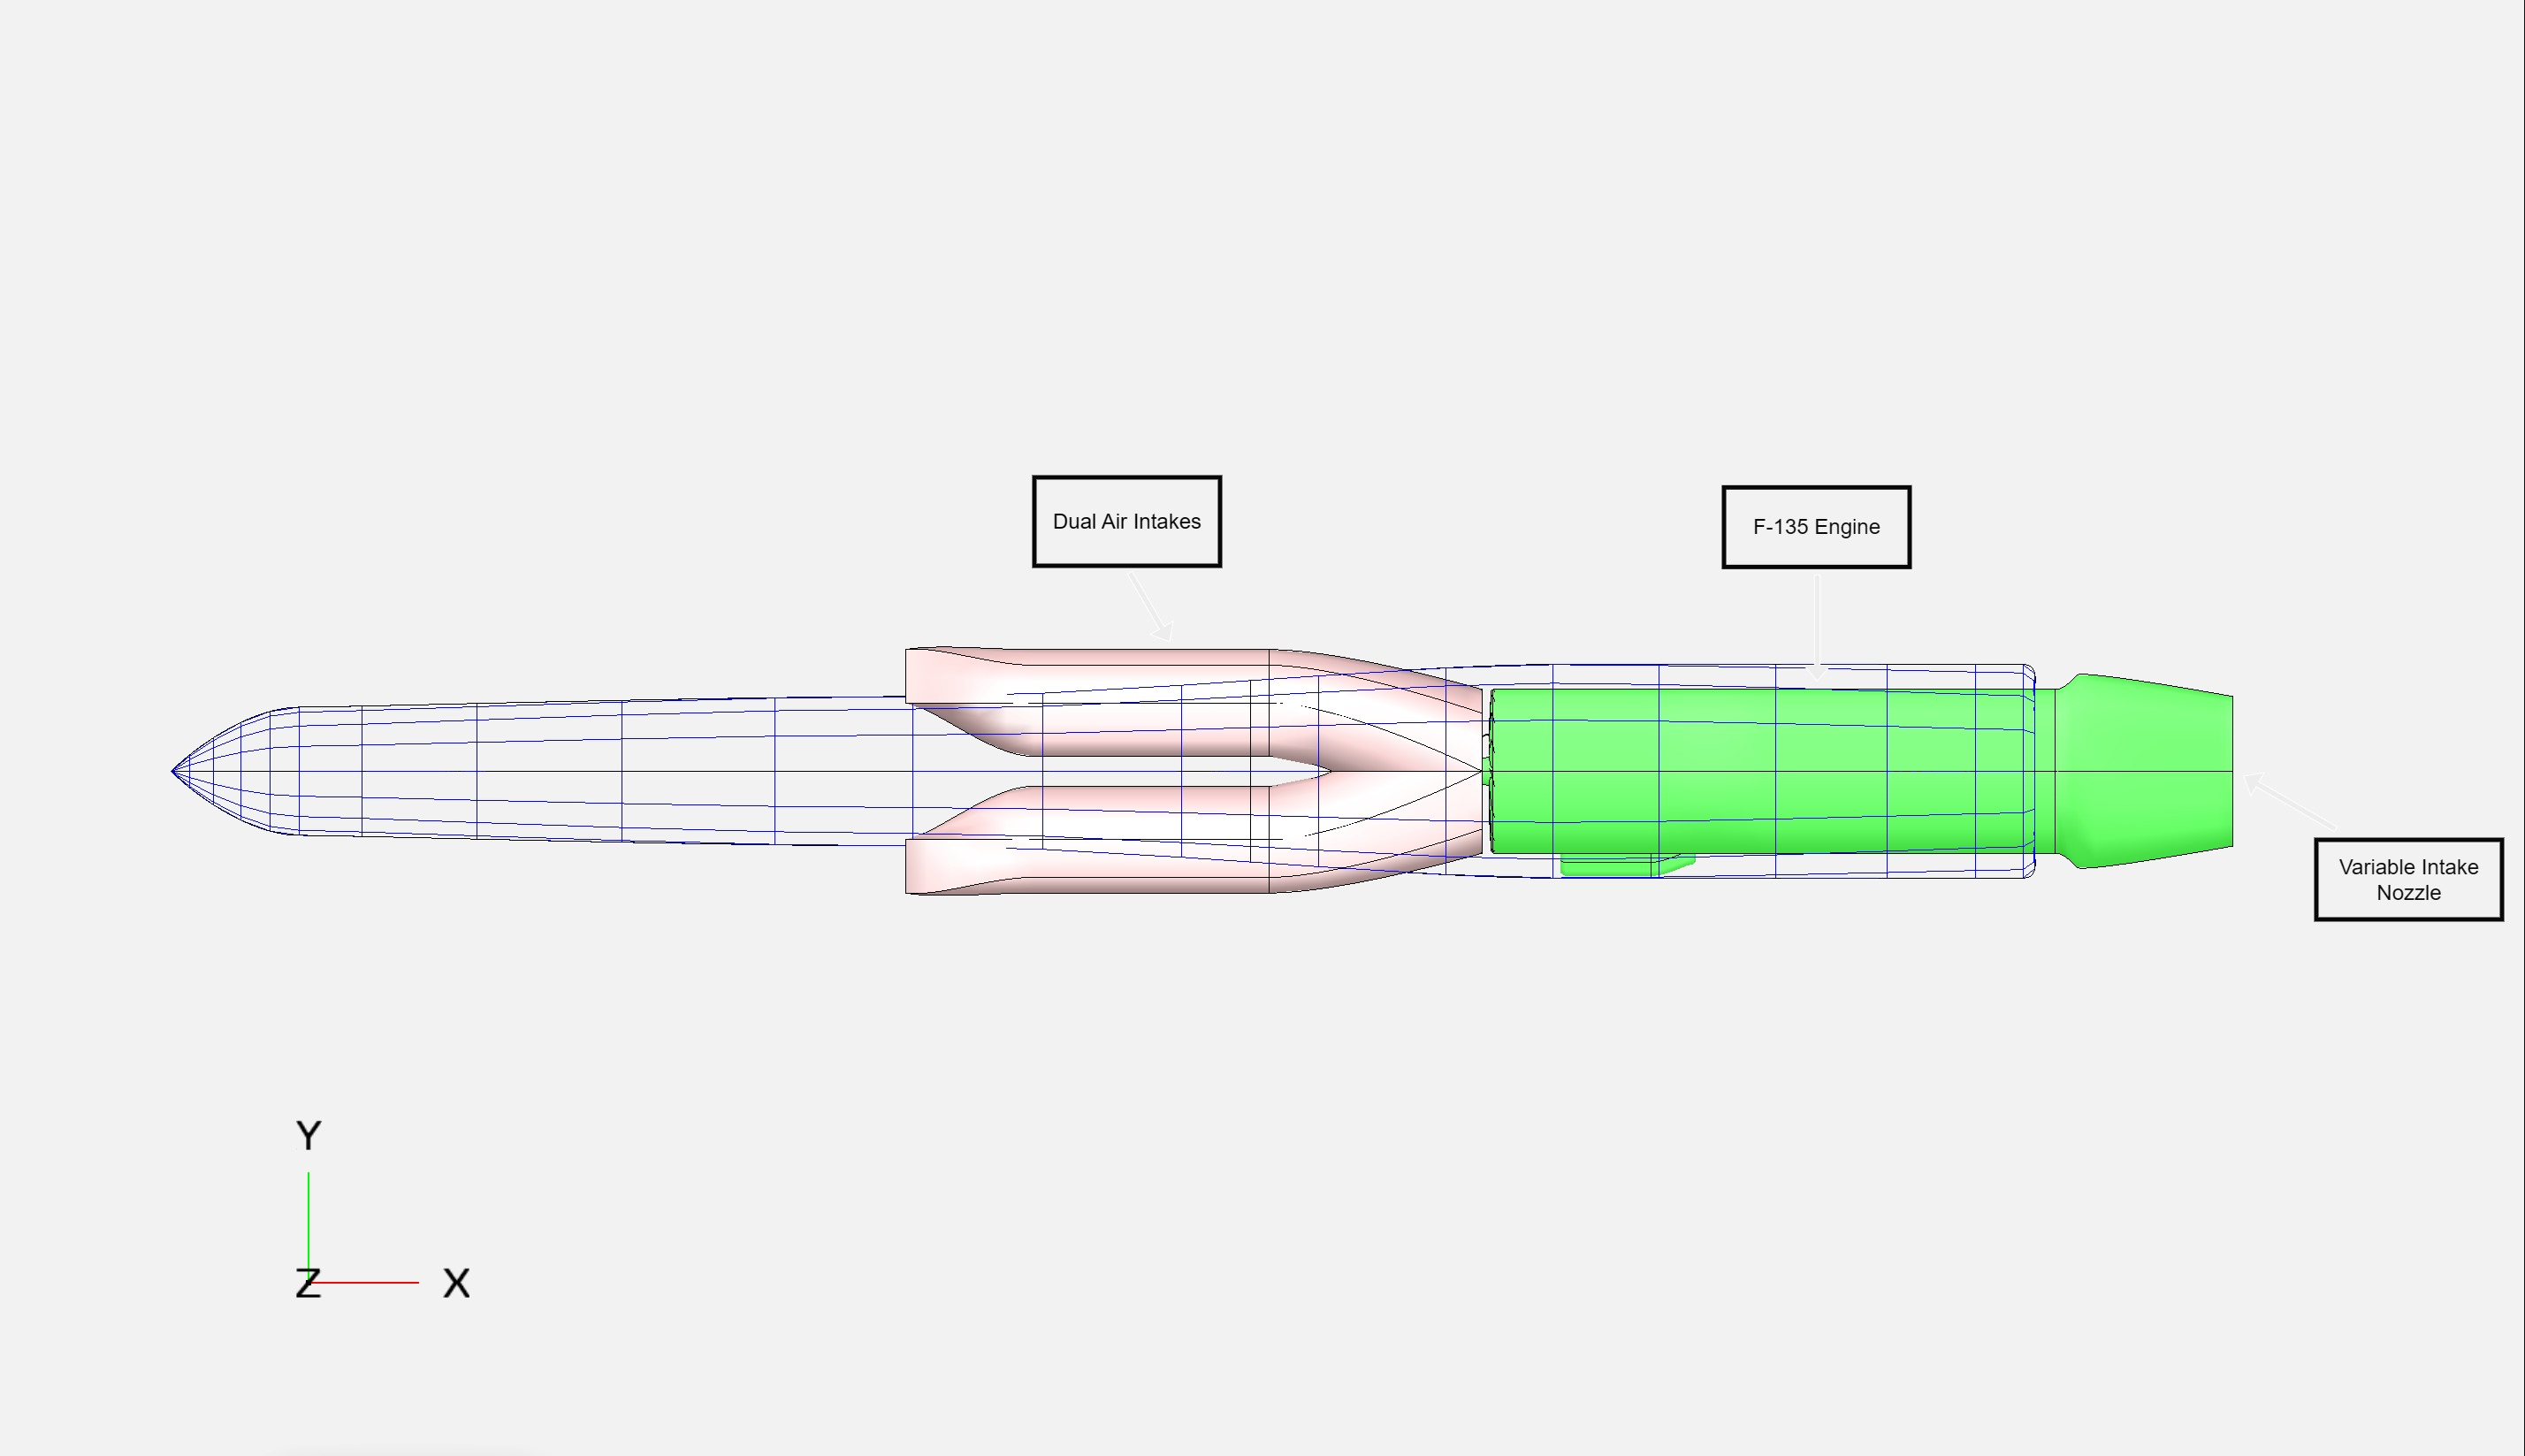 Dual Air Intakes
F-135 Engine
Variable Intake
Nozzle
Y
Z
X